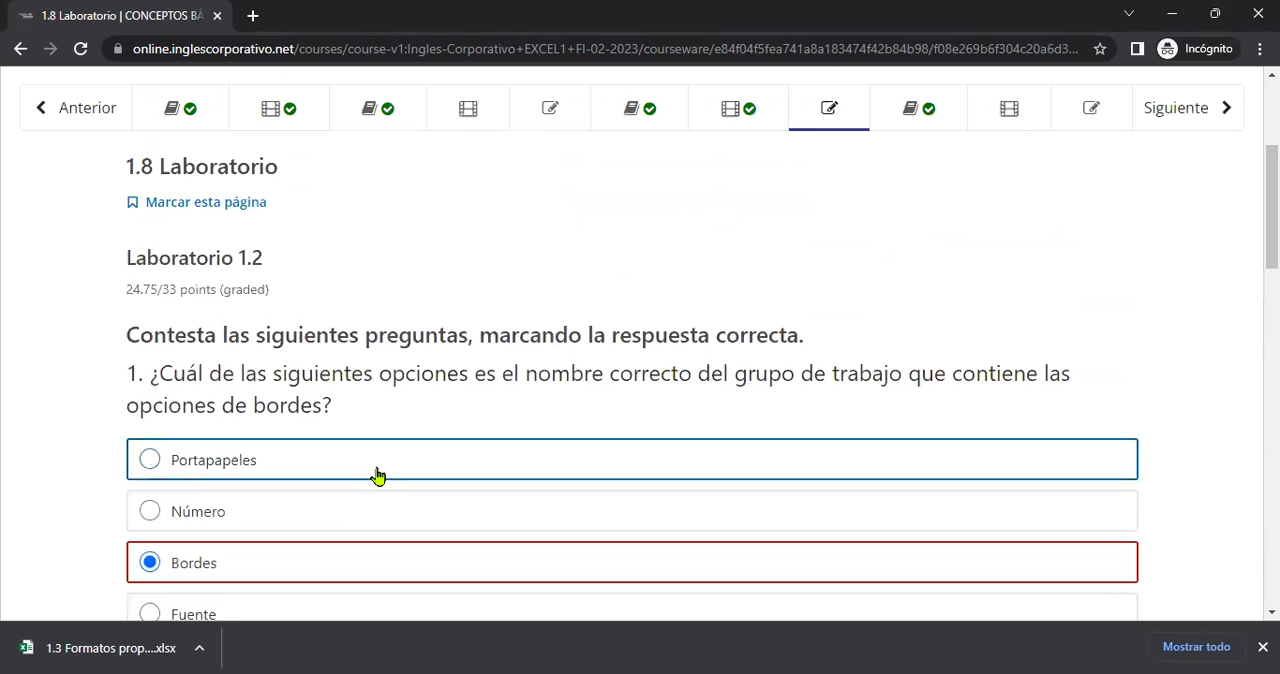 1.8 Laboratorio | CONCEPTOS BÁ
online.inglescorporativo.net/courses/course-v1:Ingles-Corporativo+EXCEL1+FI-02-2023/courseware/e84f04f5fea741a8a183474f42b84b98/f08e269b6f304c20a6d3...
Incógnito
Anterior
Siguiente
1.8 Laboratorio
Marcar esta página
Laboratorio 1.2
24.75/33 points (graded)
Contesta las siguientes preguntas, marcando la respuesta correcta.
1. ¿Cuál de las siguientes opciones es el nombre correcto del grupo de trabajo que contiene las
opciones de bordes?
Portapapeles
Número
Bordes
Fuente
1.3 Formatos prop....xlsx
Mostrar todo